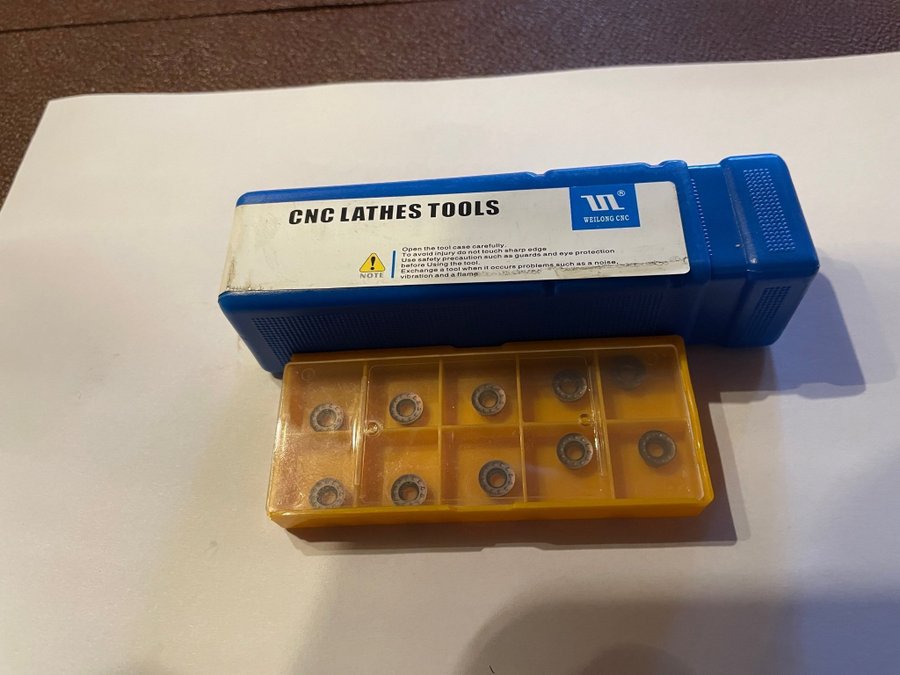 CNC LATHES TOOLS
®
WEILONG CNC
Open the tool case carefully.
To avoid injury do not touch sharp edge
Use safety precaution such as guards and eye protection
before Using the tool.
Exchange a tool when it occurs problems such as a noise,
vibration and a flame
NOTE